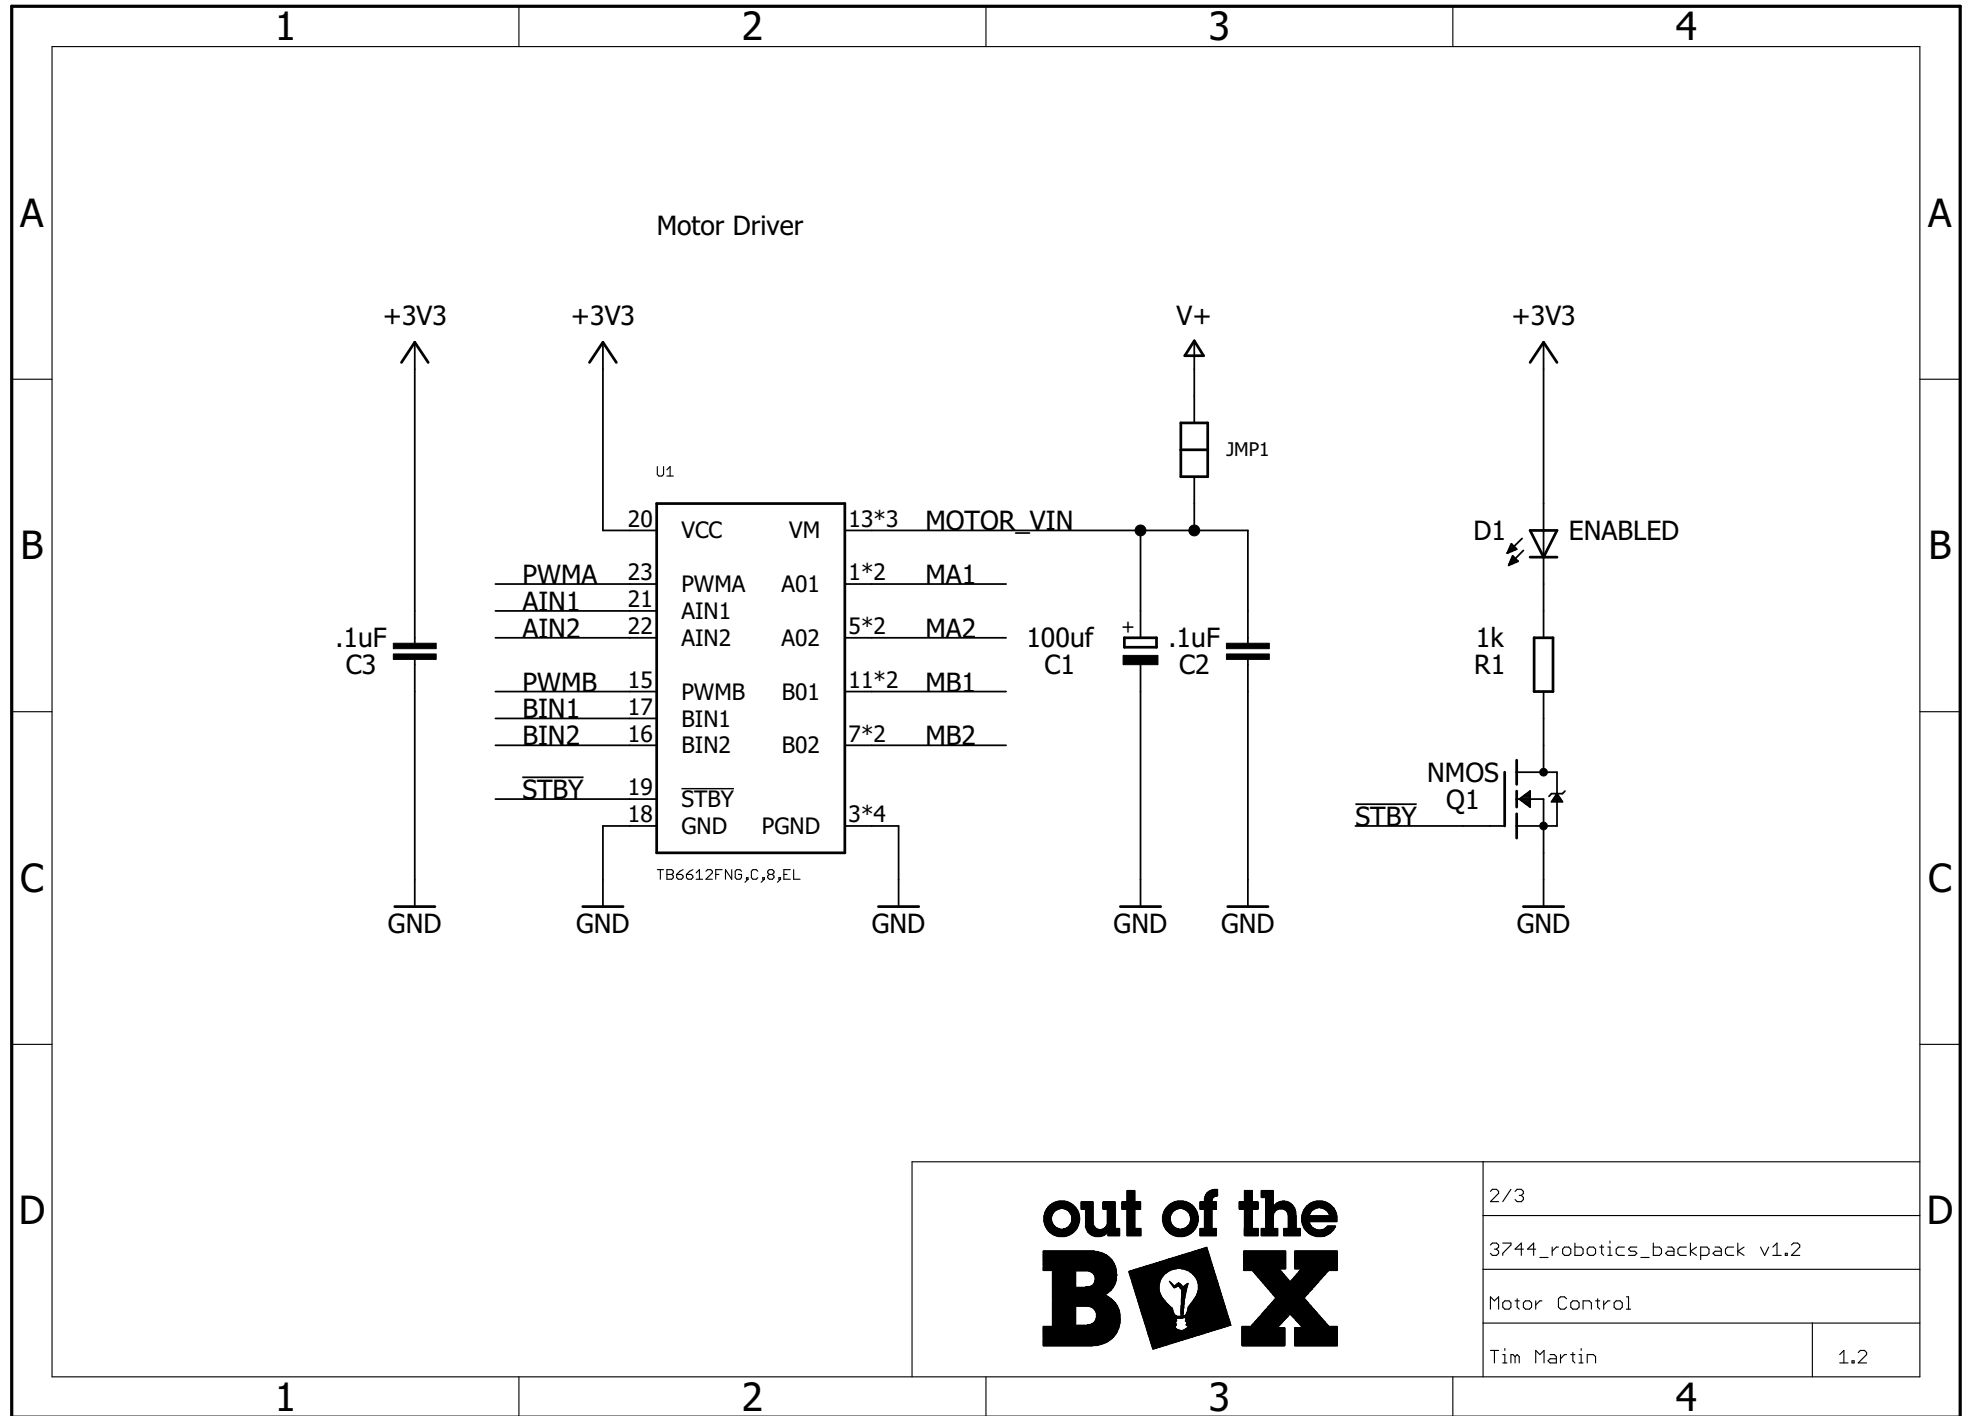 1 2 3 4
A A
Motor Driver
+3V3 +3V3 V+ +3V3
JMP1
U1
B B
20 VCC VM 13*3 MOTOR_VIN
D1 ENABLED
PWMA 23 PWMA A01 1*2 MA1
AIN1 21 AIN1
AIN2 22 AIN2 A02 5*2 MA2
.1uF
C3
100uf
C1
+
.1uF
C2
1k
R1
PWMB 15 PWMB B01 11*2 MB1
BIN1 17 BIN1
BIN2 16 BIN2 B02 7*2 MB2
STBY 19 STBY
18 GND PGND 3*4
NMOS
Q1
STBY
TB6612FNG,C,8,EL
C C
GND GND GND GND GND GND
D D
out of the
BOX
2/3
3744_robotics_backpack v1.2
Motor Control
Tim Martin 1.2
1 2 3 4